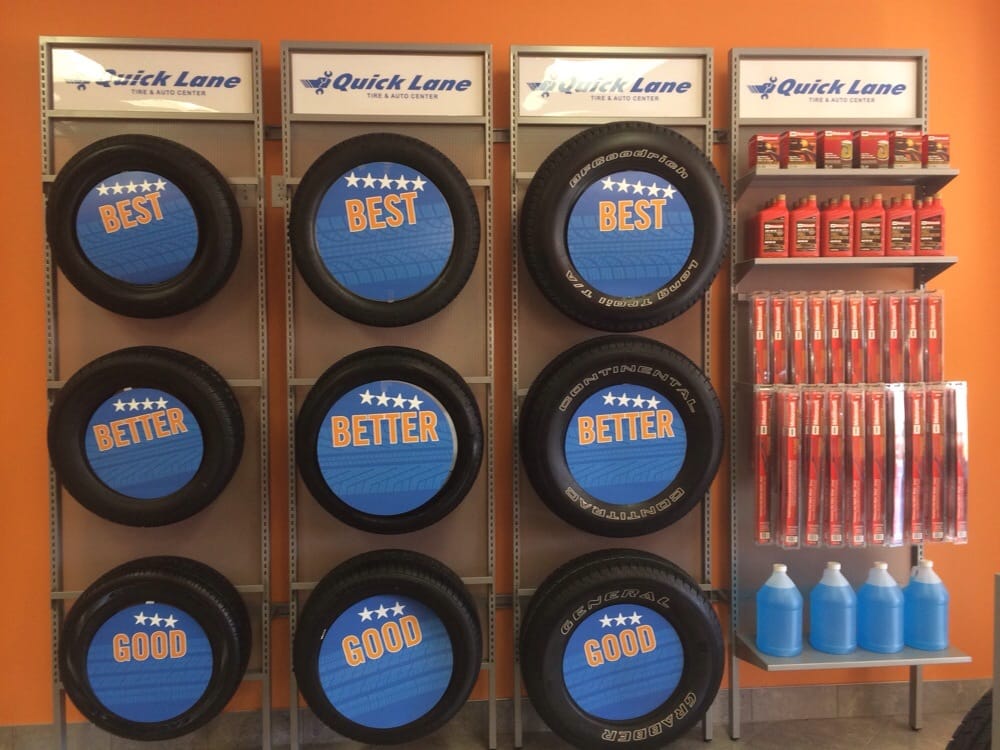 Quick Lane
TIRE & AUTO CENTER
Quick Lane
TIRE & AUTO CENTER
Quick Lane
TIRE & AUTO CENTER
Quick Lane
TIRE & AUTO CENTER
BEST
BEST
BFGoodrich
BEST
Long Trail T/A
BETTER
BETTER
CONTINENTAL
BETTER
CONTITRAC
GOOD
GOOD
GENERAL
GOOD
GRABBER